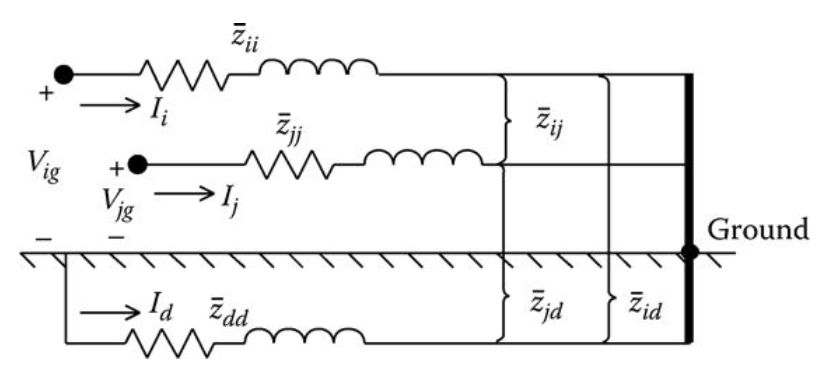 z̄ii
+
Ii
z̄jj
z̄ij
Vig
+
Vjg
Ij
Ground
– –
Id
z̄dd
z̄jd
z̄id